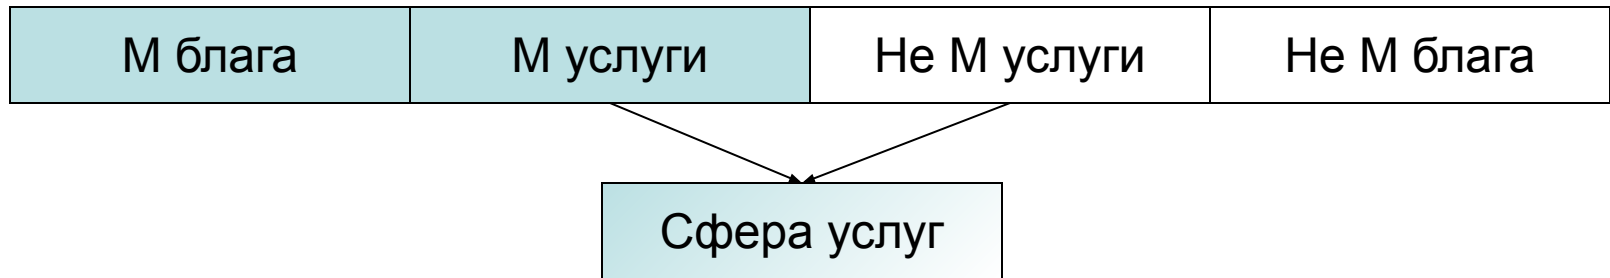 М блага
М услуги
Не М услуги
Не М блага
Сфера услуг